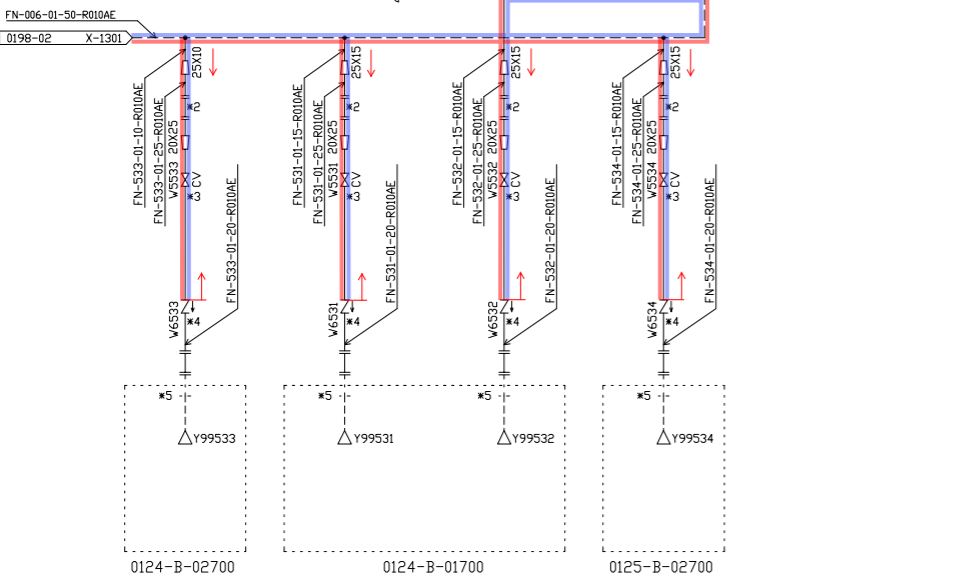 FN-006-01-50-R010AE
0198-02 X-1301
25X10
FN-533-01-10-R010AE
FN-533-01-25-R010AE
*2
W5533 20X25
CV
*3
FN-533-01-20-R010AE
W6533
*4
*5
Y99533
0124-B-02700
25X15
FN-531-01-15-R010AE
FN-531-01-25-R010AE
*2
W5531 20X25
CV
*3
FN-531-01-20-R010AE
W6531
*4
*5
Y99531
25X15
FN-532-01-15-R010AE
FN-532-01-25-R010AE
*2
W5532 20X25
CV
*3
FN-532-01-20-R010AE
W6532
*4
*5
Y99532
0124-B-01700
25X15
FN-534-01-15-R010AE
FN-534-01-25-R010AE
*2
W5534 20X25
CV
*3
FN-534-01-20-R010AE
W6534
*4
*5
Y99534
0125-B-02700